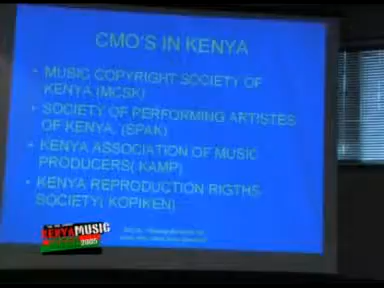 CMO'S IN KENYA
• MUSIC COPYRIGHT SOCIETY OF
KENYA (MCSK)
• SOCIETY OF PERFORMING ARTISTES
OF KENYA. (SPAK)
• KENYA ASSOCIATION OF MUSIC
PRODUCERS( KAMP)
• KENYA REPRODUCTION RIGTHS
SOCIETY( KOPIKEN)
KENYA MUSIC
2005